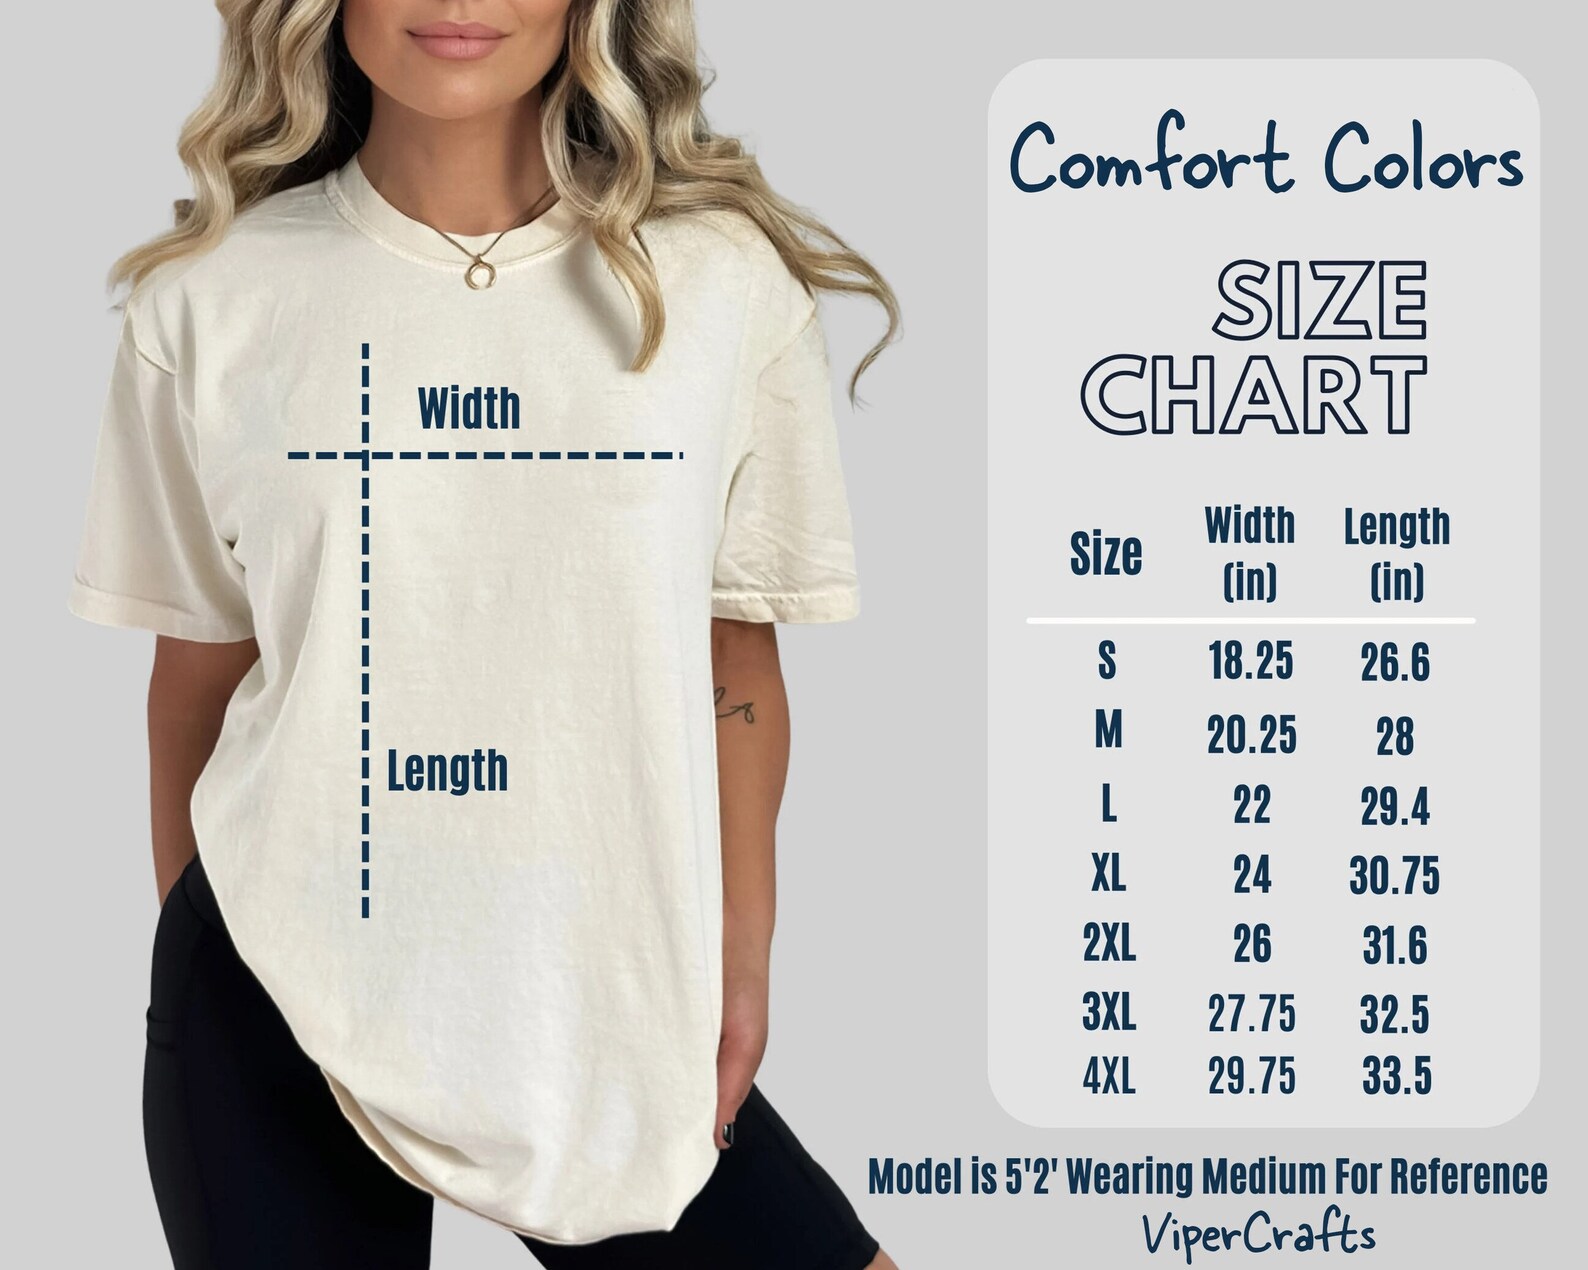 Comfort Colors
SIZE
CHART
Size Width (in) Length (in)
S 18.25 26.6
M 20.25 28
L 22 29.4
XL 24 30.75
2XL 26 31.6
3XL 27.75 32.5
4XL 29.75 33.5
Width
Length
Model is 5'2' Wearing Medium For Reference
ViperCrafts